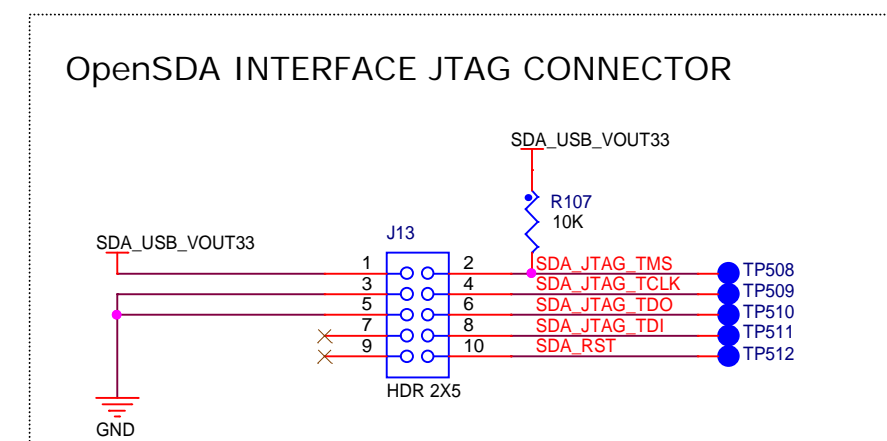 OpenSDA INTERFACE JTAG CONNECTOR
SDA_USB_VOUT33
R107
10K
J13
SDA_USB_VOUT33
1 2 SDA_JTAG_TMS TP508
3 4 SDA_JTAG_TCLK TP509
5 6 SDA_JTAG_TDO TP510
7 8 SDA_JTAG_TDI TP511
9 10 SDA_RST TP512
HDR 2X5
GND